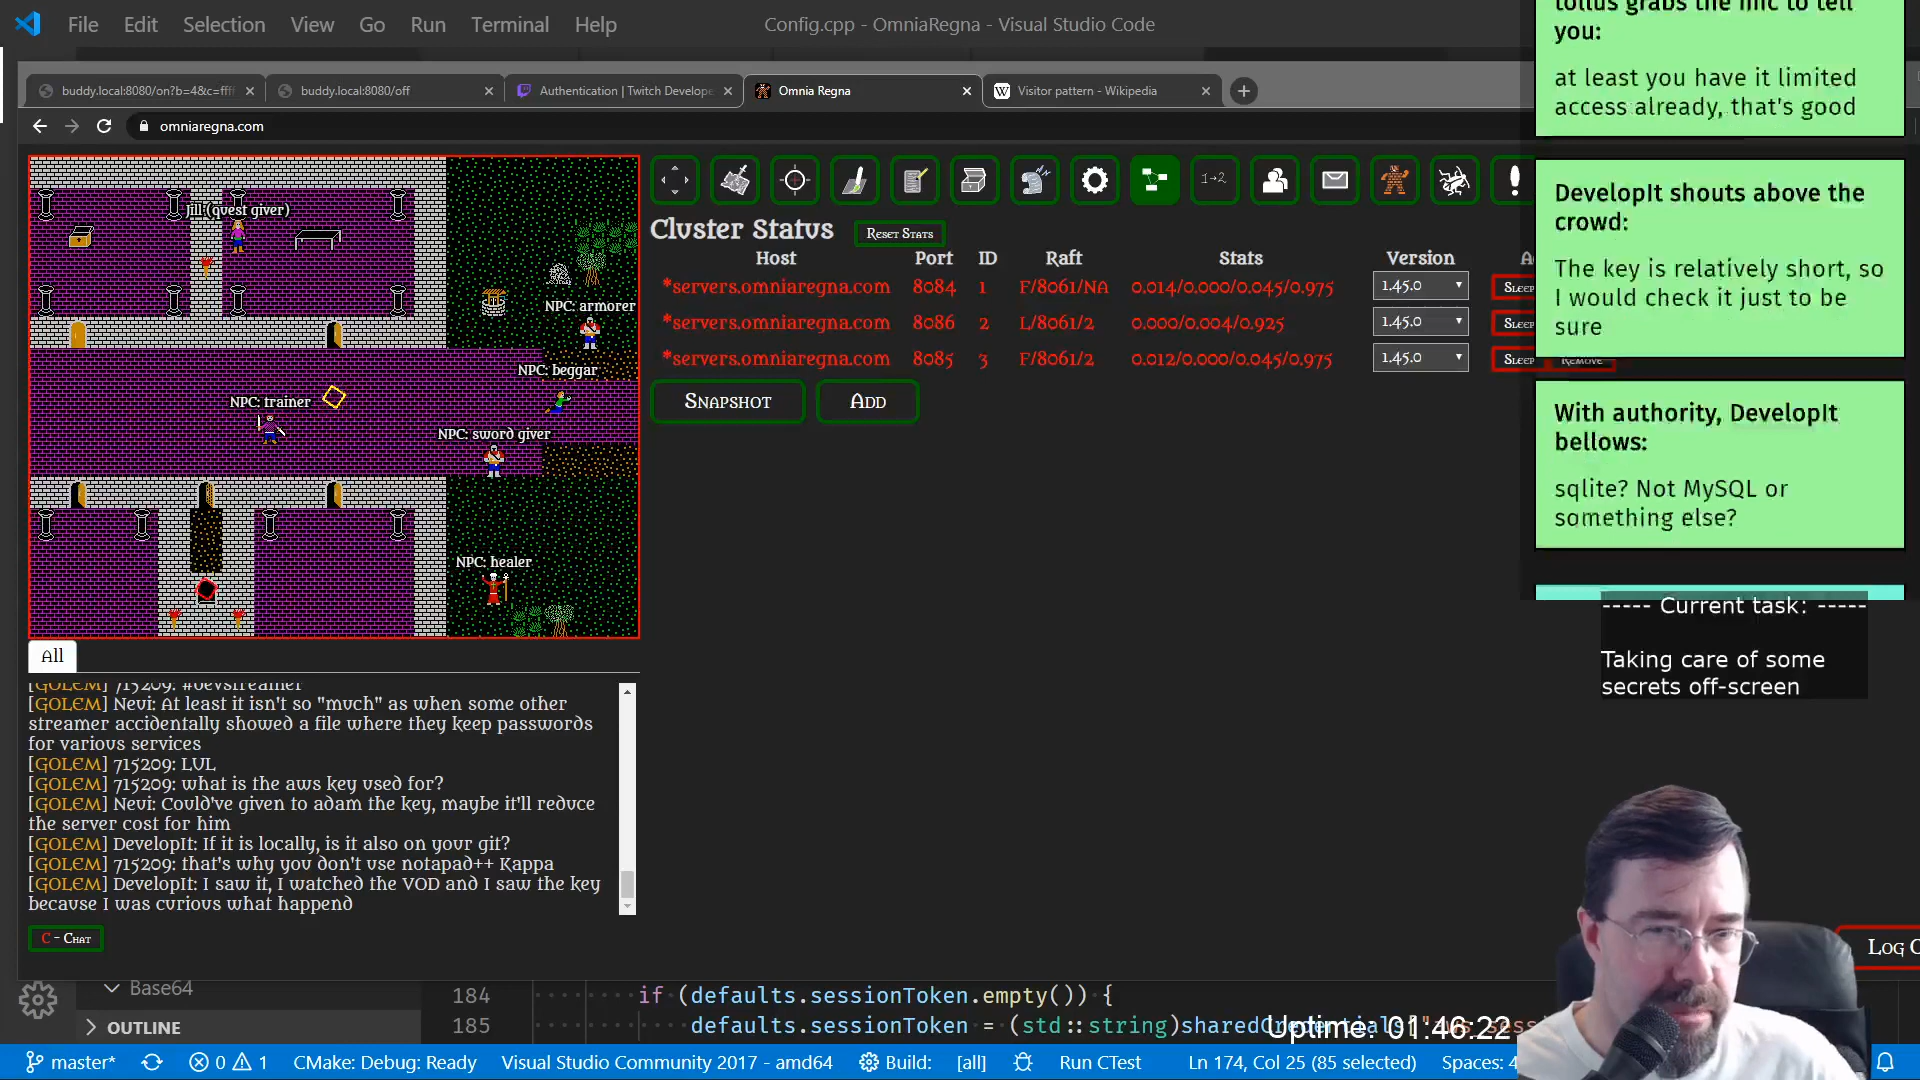 File Edit Selection View Go Run Terminal Help
Config.cpp - OmniaRegna - Visual Studio Code
buddy.local:8080/on?b=4&c=ffff
buddy.local:8080/off
Authentication | Twitch Develope
Omnia Regna
Visitor pattern - Wikipedia
omniaregna.com
Jill (quest giver)
NPC: armorer
NPC: beggar
NPC: trainer
NPC: sword giver
NPC: healer
1→2
Cluster Status
Reset Stats
Host Port ID Raft Stats Version
*servers.omniaregna.com 8084 1 F/8061/NA 0.014/0.000/0.045/0.975 1.45.0 Sleep
*servers.omniaregna.com 8086 2 L/8061/2 0.000/0.004/0.925 1.45.0 Sleep
*servers.omniaregna.com 8085 3 F/8061/2 0.012/0.000/0.045/0.975 1.45.0 Sleep Remove
Snapshot Add
tollus grabs the mic to tell
you:
at least you have it limited
access already, that's good
DevelopIt shouts above the
crowd:
The key is relatively short, so
I would check it just to be
sure
With authority, DevelopIt
bellows:
sqlite? Not MySQL or
something else?
----- Current task: -----
Taking care of some
secrets off-screen
All
[GOLEM] 715209: #devstreamer
[GOLEM] Nevi: At least it isn't so "much" as when some other
streamer accidentally showed a file where they keep passwords
for various services
[GOLEM] 715209: LUL
[GOLEM] 715209: what is the aws key used for?
[GOLEM] Nevi: Could've given to adam the key, maybe it'll reduce
the server cost for him
[GOLEM] DevelopIt: If it is locally, is it also on your git?
[GOLEM] 715209: that's why you don't use notapad++ Kappa
[GOLEM] DevelopIt: I saw it, I watched the VOD and I saw the key
because I was curious what happend
C - Chat
Log
Base64
OUTLINE
184 if (defaults.sessionToken.empty()) {
185 defaults.sessionToken = (std::string)
Uptime: 01:46:22
master* 0 1 CMake: Debug: Ready Visual Studio Community 2017 - amd64 Build: [all] Run CTest Ln 174, Col 25 (85 selected) Spaces: 4